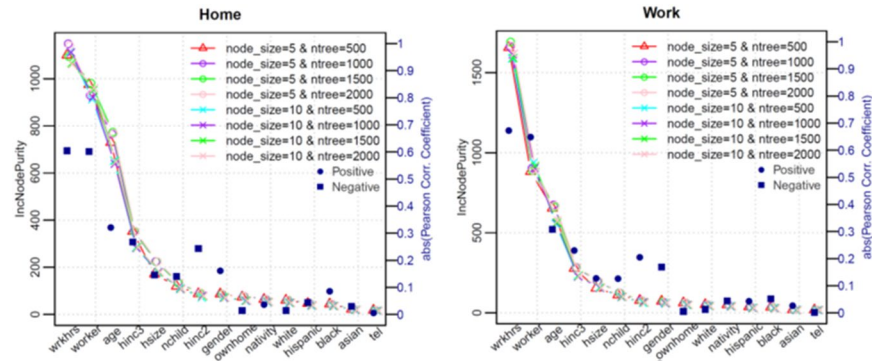 Home
IncNodePurity
1000
800
600
400
200
0
node_size=5 & ntree=500
node_size=5 & ntree=1000
node_size=5 & ntree=1500
node_size=5 & ntree=2000
node_size=10 & ntree=500
node_size=10 & ntree=1000
node_size=10 & ntree=1500
node_size=10 & ntree=2000
Positive
Negative
1
0.9
0.8
0.7
0.6
0.5
0.4
0.3
0.2
0.1
0
abs(Pearson Corr. Coefficient)
wrkhrs
worker
age
hinc3
hsize
nchild
hinc2
gender
ownhome
nativity
white
hispanic
black
asian
tel
Work
IncNodePurity
1500
1000
500
0
node_size=5 & ntree=500
node_size=5 & ntree=1000
node_size=5 & ntree=1500
node_size=5 & ntree=2000
node_size=10 & ntree=500
node_size=10 & ntree=1000
node_size=10 & ntree=1500
node_size=10 & ntree=2000
Positive
Negative
1
0.9
0.8
0.7
0.6
0.5
0.4
0.3
0.2
0.1
0
abs(Pearson Corr. Coefficient)
wrkhrs
worker
age
hinc3
hsize
nchild
hinc2
gender
ownhome
white
nativity
hispanic
black
asian
tel